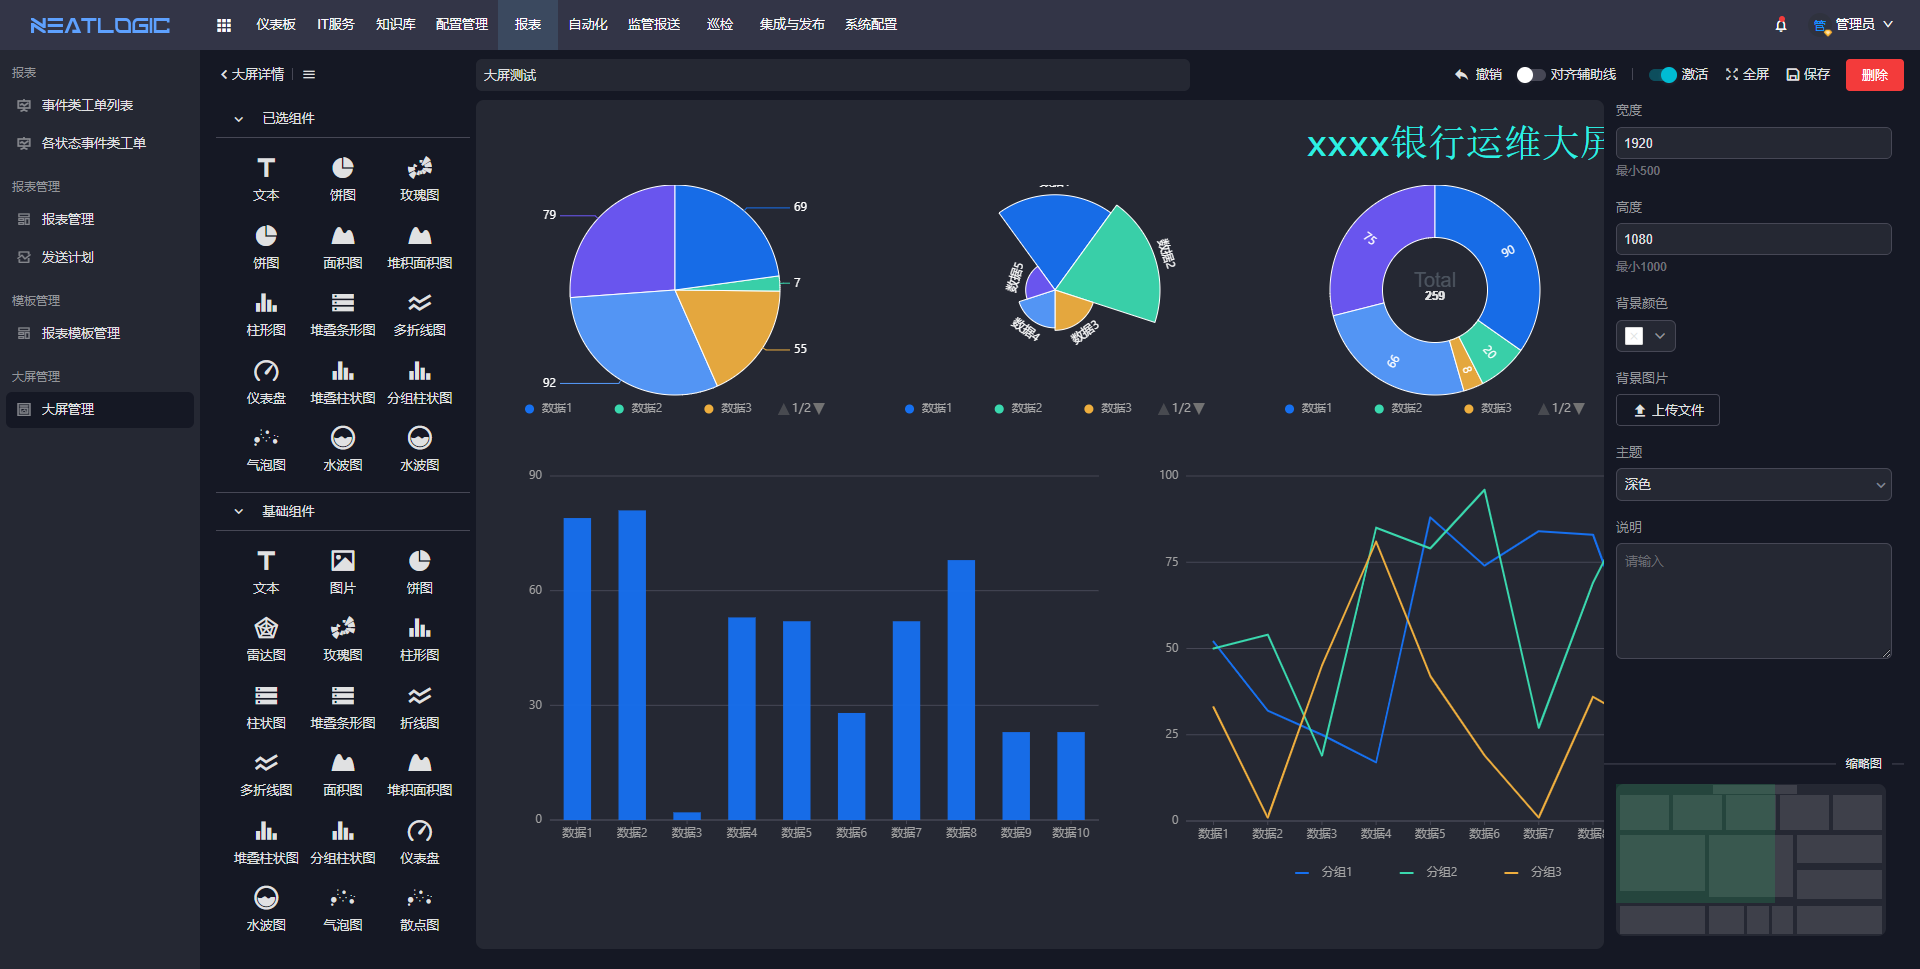 NEATLOGIC
仪表板 IT服务 知识库 配置管理 报表 自动化 监管报送 巡检 集成与发布 系统配置
管 管理员
报表
事件类工单列表
各状态事件类工单
报表管理
报表管理
发送计划
模板管理
报表模板管理
大屏管理
大屏管理
大屏详情
大屏测试
撤销 对齐辅助线 激活 全屏 保存 删除
已选组件
文本 饼图 玫瑰图
饼图 面积图 堆积面积图
柱形图 堆叠条形图 多折线图
仪表盘 堆叠柱状图 分组柱状图
气泡图 水波图 水波图
基础组件
文本 图片 饼图
雷达图 玫瑰图 柱形图
柱状图 堆叠条形图 折线图
多折线图 面积图 堆积面积图
堆叠柱状图 分组柱状图 仪表盘
水波图 气泡图 散点图
xxxx银行运维大屏
79 69
7
55
92
数据1 数据2 数据3 1/2
数据2
数据3
数据4
数据5
数据1 数据2 数据3 1/2
75 90
Total
259
66 8 20
数据1 数据2 数据3 1/2
90
60
30
0
数据1 数据2 数据3 数据4 数据5 数据6 数据7 数据8 数据9 数据10
100
75
50
25
0
数据1 数据2 数据3 数据4 数据5 数据6 数据7 数据8
分组1 分组2 分组3
宽度
1920
最小500
高度
1080
最小1000
背景颜色
背景图片
上传文件
主题
深色
说明
请输入
缩略图